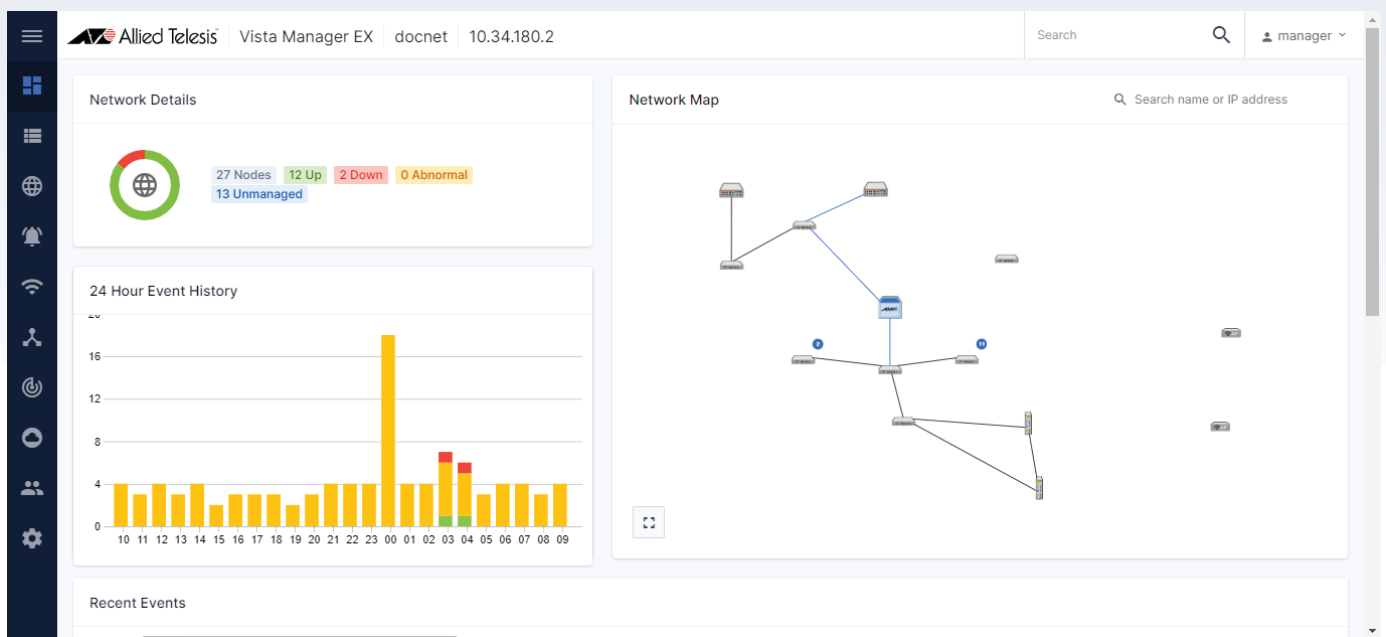 Allied Telesis Vista Manager EX docnet 10.34.180.2 Search manager
Network Details
27 Nodes 12 Up 2 Down 0 Abnormal
13 Unmanaged
24 Hour Event History
16
12
8
4
0
10 11 12 13 14 15 16 17 18 19 20 21 22 23 00 01 02 03 04 05 06 07 08 09
Network Map Search name or IP address
2
11
Recent Events